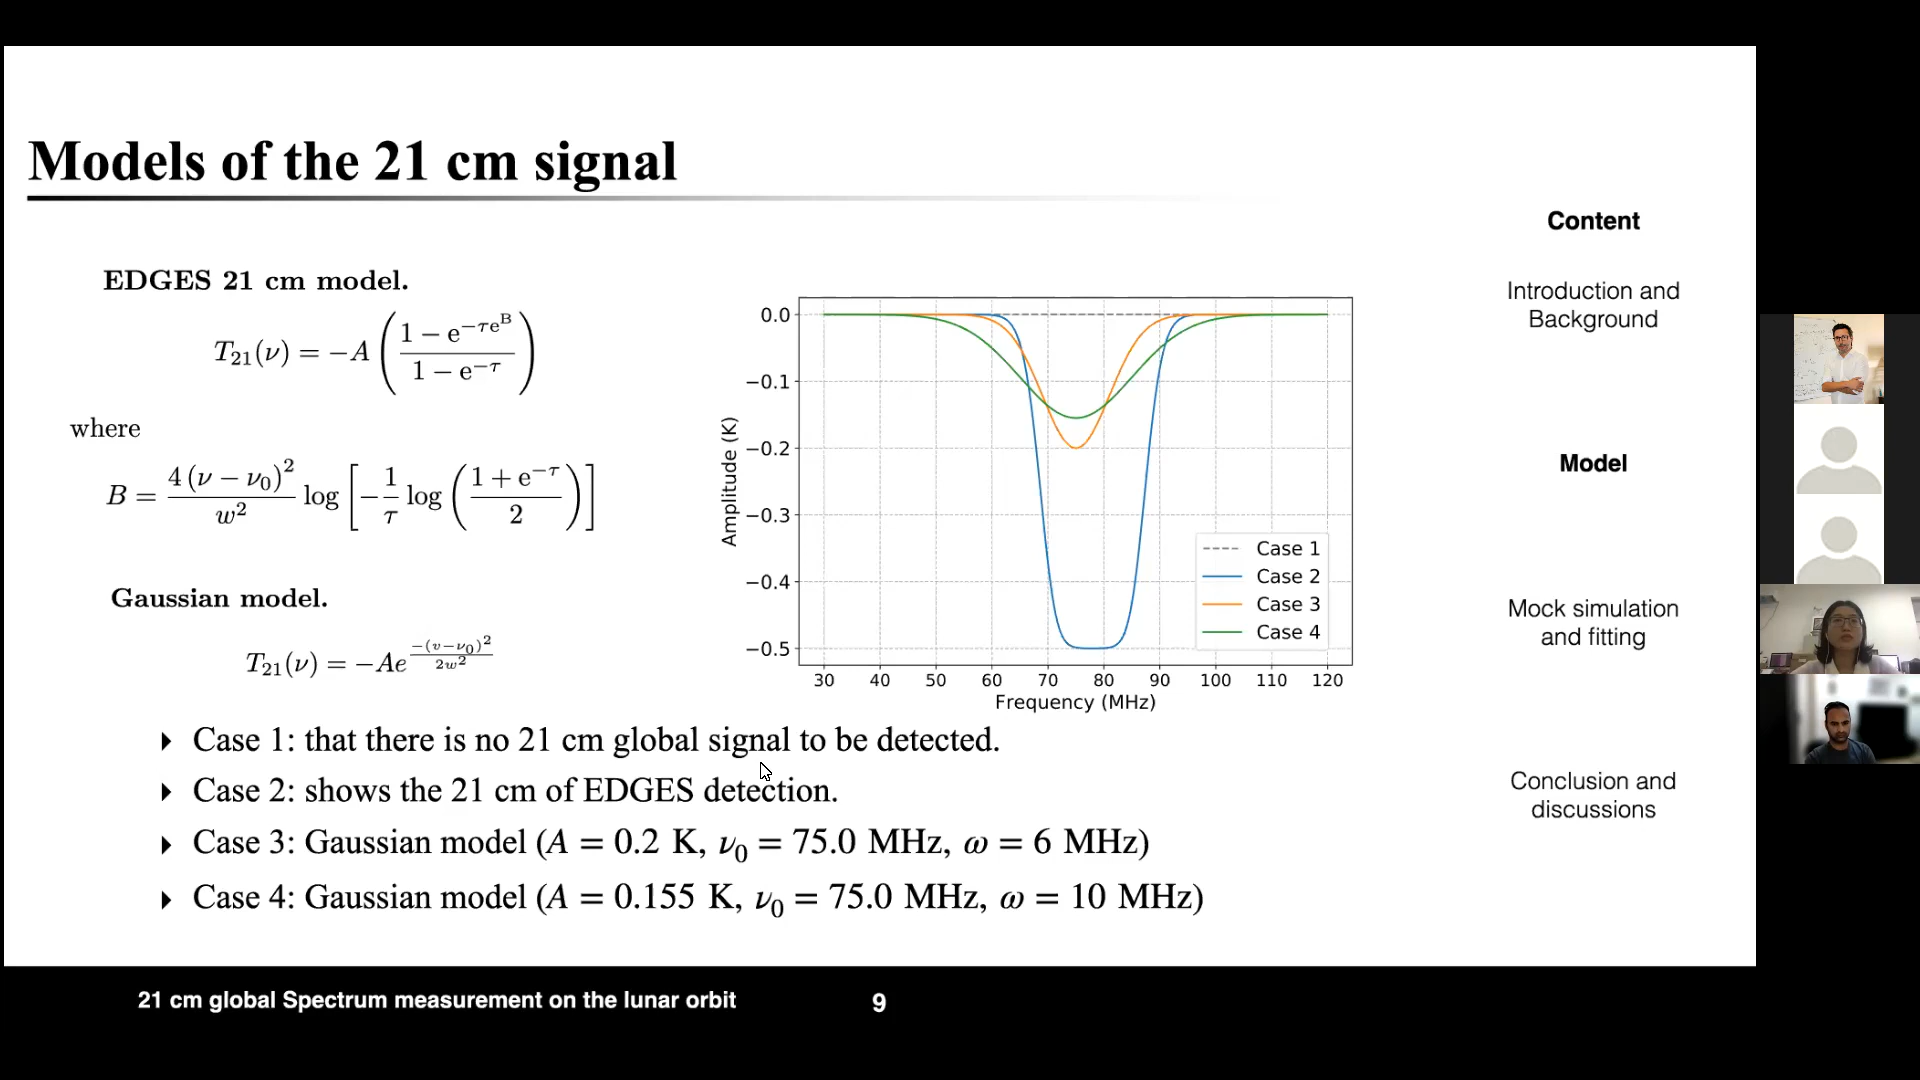 Models of the 21 cm signal
EDGES 21 cm model.
T₂₁(ν) = −A ( (1 − e^{−τe^B}) / (1 − e^{−τ}) )
where
B = (4 (ν − ν₀)² / w²) log [ −(1/τ) log ( (1 + e^{−τ}) / 2 ) ]
Gaussian model.
T₂₁(ν) = −Ae^{−(v−ν₀)² / 2w²}
Amplitude (K)
0.0
−0.1
−0.2
−0.3
−0.4
−0.5
Case 1
Case 2
Case 3
Case 4
30 40 50 60 70 80 90 100 110 120
Frequency (MHz)
Case 1: that there is no 21 cm global signal to be detected.
Case 2: shows the 21 cm of EDGES detection.
Case 3: Gaussian model (A = 0.2 K, ν₀ = 75.0 MHz, ω = 6 MHz)
Case 4: Gaussian model (A = 0.155 K, ν₀ = 75.0 MHz, ω = 10 MHz)
Content
Introduction and
Background
Model
Mock simulation
and fitting
Conclusion and
discussions
21 cm global Spectrum measurement on the lunar orbit
9